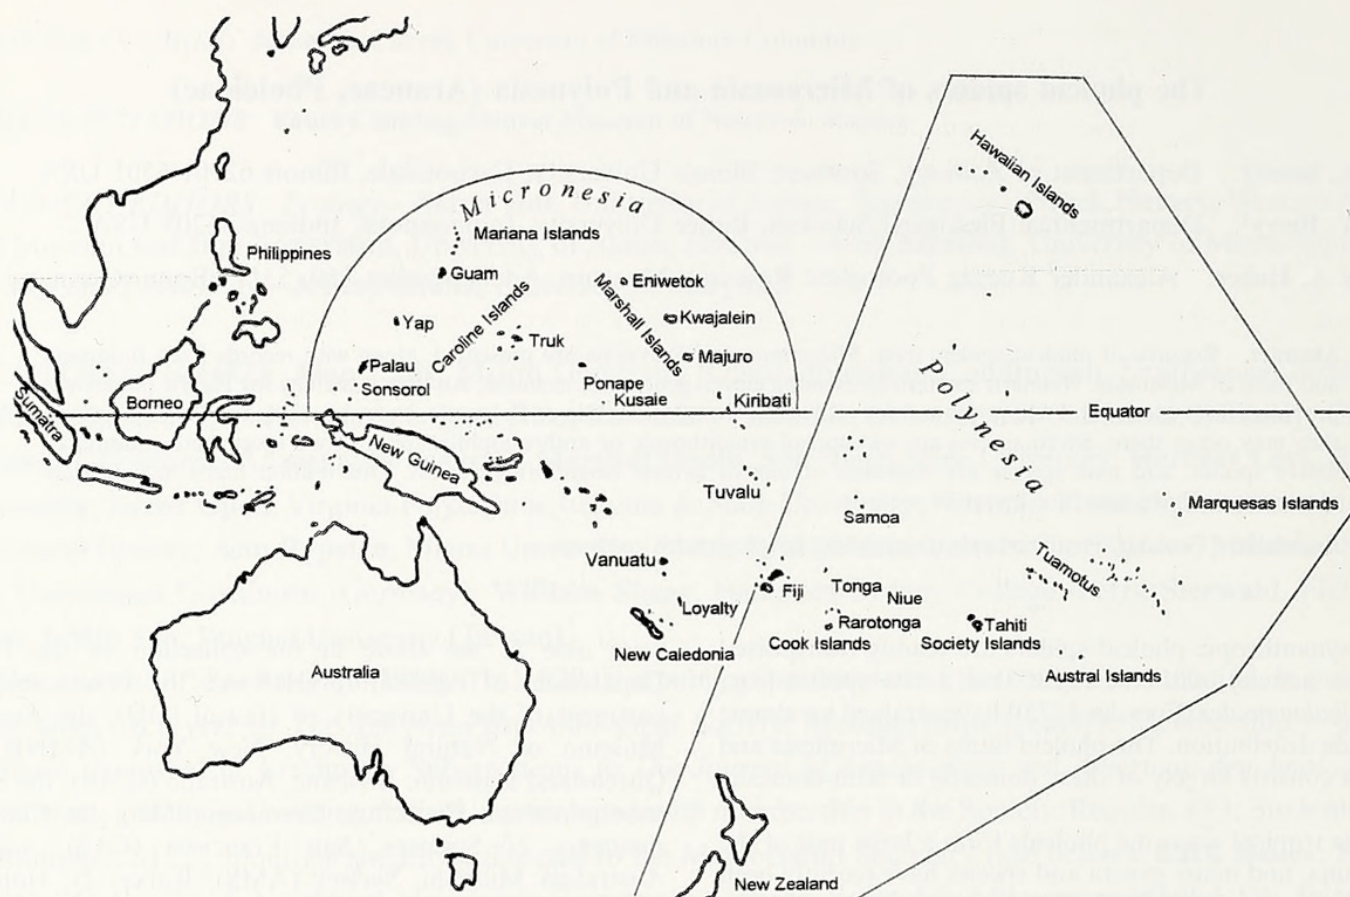 Hawaiian Islands
Micronesia
Mariana Islands
Philippines
Guam
Eniwetok
Caroline Islands
Marshall Islands
Kwajalein
Yap
Truk
Majuro
Palau
Polynesia
Sonsorol
Ponape
Kusaie
Kiribati
Sumatra
Borneo
Equator
New Guinea
Tuvalu
Marquesas Islands
Samoa
Vanuatu
Tuamotus
Fiji
Tonga
Niue
Loyalty
Rarotonga
Tahiti
Cook Islands
Society Islands
New Caledonia
Australia
Austral Islands
New Zealand